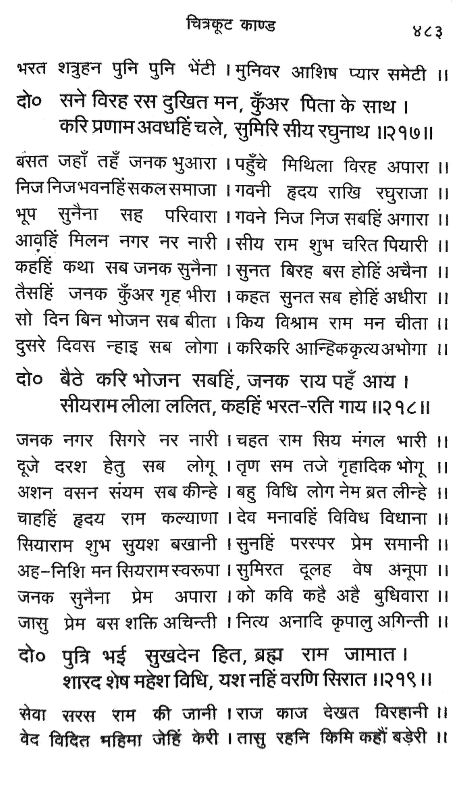 चित्रकूट काण्ड
४८३
भरत शत्रुहन पुनि पुनि भेंटी । मुनिवर आशिष प्यार समेटी ।।
दो० सने विरह रस दुखित मन, कुँअर पिता के साथ ।
करि प्रणाम अवधहिं चले, सुमिरि सीय रघुनाथ ।।२१७।।
बसत जहाँ तहँ जनक भुआरा । पहुँचे मिथिला विरह अपारा ।।
निज निज भवनहिं सकल समाजा । गवनी हृदय राखि रघुराजा ।।
भूप सुनैना सह परिवारा । गवने निज निज सबहिं अगारा ।।
आवहिं मिलन नगर नर नारी । सीय राम शुभ चरित पियारी ।।
कहहिं कथा सब जनक सुनैना । सुनत बिरह बस होहिं अचैना ।।
तैसहिं जनक कुँअर गृह भीरा । कहत सुनत सब होहिं अधीरा ।।
सो दिन बिन भोजन सब बीता । किय विश्राम राम मन चीता ।।
दुसरे दिवस न्हाइ सब लोगा । करिकरि आन्हिककृत्य अभोगा ।।
दो० बैठे करि भोजन सबहिं, जनक राय पहँ आय ।
सीयराम लीला ललित, कहहिं भरत-रति गाय ।।२१८।।
जनक नगर सिगरे नर नारी । चहत राम सिय मंगल भारी ।।
दूजे दरश हेतु सब लोगू । तृण सम तजे गृहादिक भोगू ।।
अशन वसन संयम सब कीन्हे । बहु विधि लोग नेम ब्रत लीन्हे ।।
चाहहिं हृदय राम कल्याणा । देव मनावहिं विविध विधाना ।।
सियाराम शुभ सुयश बखानी । सुनहिं परस्पर प्रेम समानी ।।
अह-निशि मन सियराम स्वरूपा । सुमिरत दूलह वेष अनूपा ।।
जनक सुनैना प्रेम अपारा । को कवि कहै अहै बुधिवारा ।।
जासु प्रेम बस शक्ति अचिन्ती । नित्य अनादि कृपालु अगिन्ती ।।
दो० पुत्रि भई सुखदेन हित, ब्रह्म राम जामात ।
शारद शेष महेश विधि, यश नहिं वरणि सिरात ।।२१९।।
सेवा सरस राम की जानी । राज काज देखत विरहानी ।।
वेद विदित महिमा जेहिं केरी । तासु रहनि किमि कहौं बड़ेरी ।।